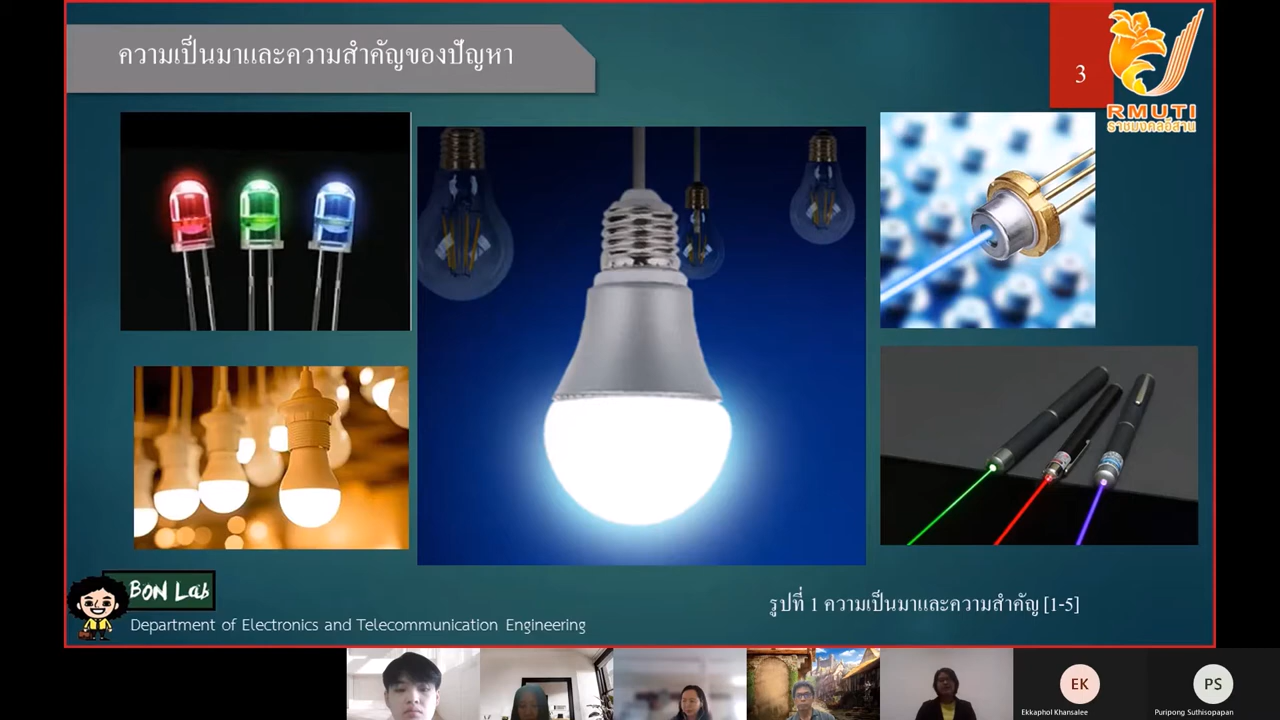 ความเป็นมาและความสำคัญของปัญหา
3
RMUTI
ราชมงคลอีสาน
BON Lab
รูปที่ 1 ความเป็นมาและความสำคัญ [1-5]
Department of Electronics and Telecommunication Engineering
EK
PS
Ekkaphol Khansalee
Puripong Suthisopapan